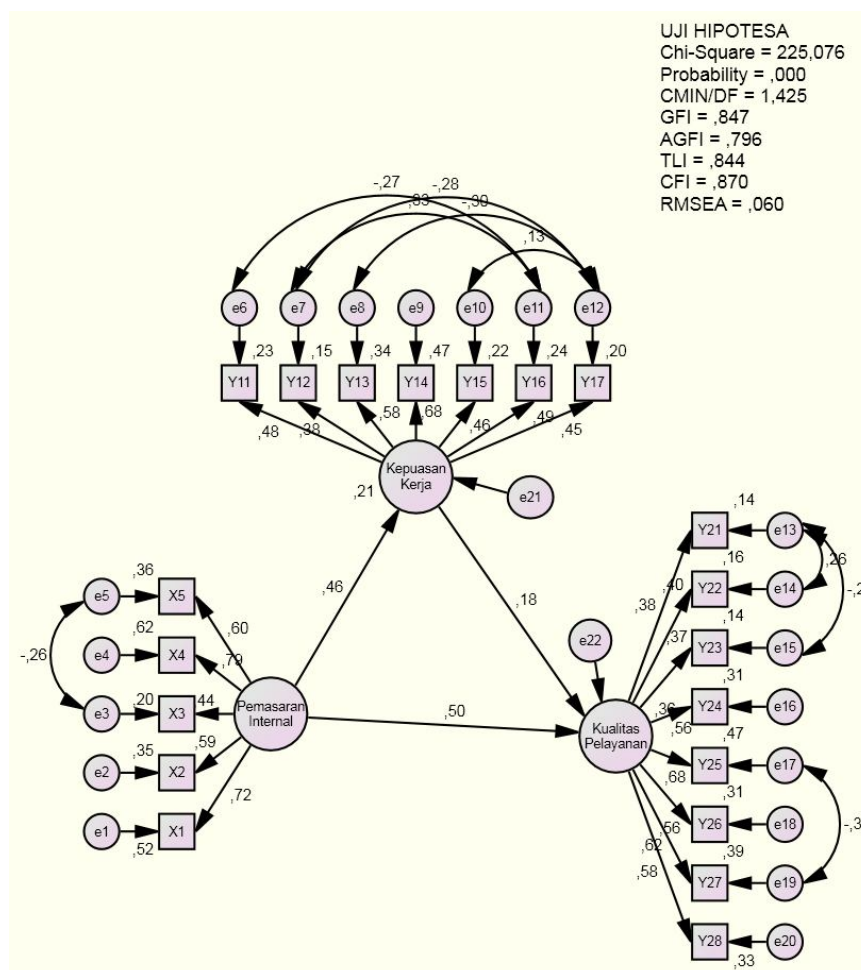 UJI HIPOTESA
Chi-Square = 225,076
Probability = ,000
CMIN/DF = 1,425
GFI = ,847
AGFI = ,796
TLI = ,844
CFI = ,870
RMSEA = ,060
-,27
-,28
-,30
,13
e6
e7
e8
e9
e10
e11
e12
,23
,15
,34
,47
,22
,24
,20
Y11
Y12
Y13
Y14
Y15
Y16
Y17
,48
,38
,58
,68
,46
,49
,45
Kepuasan
Kerja
,21
e21
,46
,18
,50
e5
,36
X5
,60
e4
,62
X4
,79
-,26
e3
,20
X3
,44
e2
,35
X2
,59
e1
,52
X1
,72
Pemasaran
Internal
e22
,36
Kualitas
Pelayanan
,14
Y21
e13
,38
,26
,16
Y22
e14
,40
,14
Y23
e15
,37
,31
Y24
e16
,56
,47
Y25
e17
,68
,31
Y26
e18
,56
,39
Y27
e19
,62
Y28
e20
,33
,58